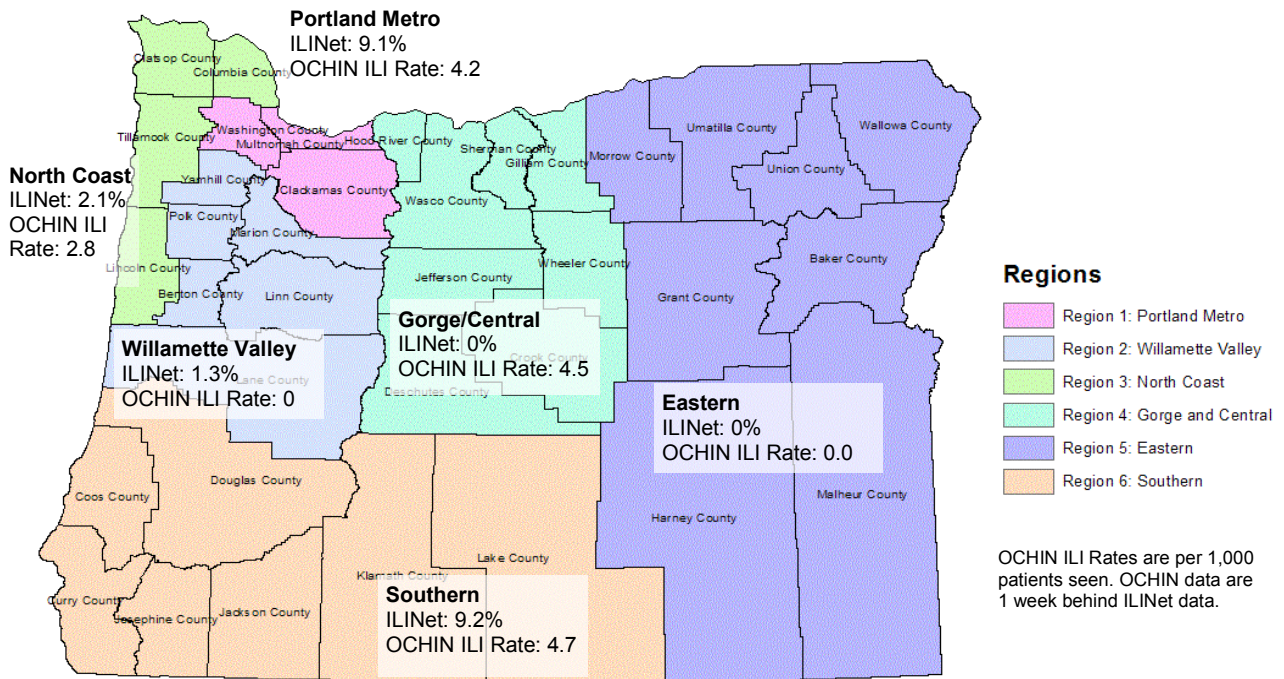 Portland Metro
ILINet: 9.1%
OCHIN ILI Rate: 4.2
Clatsop County
Columbia County
Tillamook County
Washington County
Multnomah County
Hood River County
Sherman County
Gilliam County
Morrow County
Umatilla County
Wallowa County
Union County
North Coast
ILINet: 2.1%
OCHIN ILI
Rate: 2.8
Yamhill County
Clackamas County
Wasco County
Polk County
Marion County
Lincoln County
Benton County
Linn County
Jefferson County
Wheeler County
Grant County
Baker County
Willamette Valley
ILINet: 1.3%
OCHIN ILI Rate: 0
Lane County
Gorge/Central
ILINet: 0%
OCHIN ILI Rate: 4.5
Crook County
Deschutes County
Eastern
ILINet: 0%
OCHIN ILI Rate: 0.0
Coos County
Douglas County
Harney County
Malheur County
Curry County
Josephine County
Jackson County
Klamath County
Lake County
Southern
ILINet: 9.2%
OCHIN ILI Rate: 4.7
Regions
Region 1: Portland Metro
Region 2: Willamette Valley
Region 3: North Coast
Region 4: Gorge and Central
Region 5: Eastern
Region 6: Southern
OCHIN ILI Rates are per 1,000
patients seen. OCHIN data are
1 week behind ILINet data.